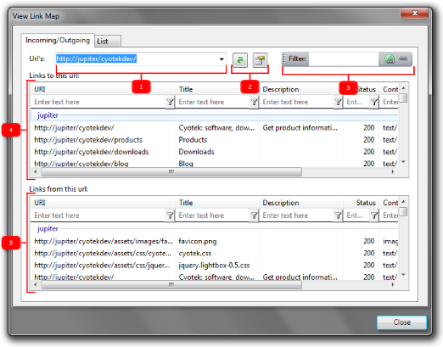 View Link Map
Incoming/Outgoing List
Url's: http://jupiter/cyotekdev/ Filter:
1 2 3
Links to this url:
URI Title Description Status Cont
Enter text here Enter text here Enter text here Ent... Enter
jupiter
4
http://jupiter/cyotekdev/ Cyotek: software, dow... Get product informati... 200 text/
http://jupiter/cyotekdev/products Products 200 text/
http://jupiter/cyotekdev/downloads Downloads 200 text/
http://jupiter/cyotekdev/blog Blog 200 text/
Links from this url:
URI Title Description Status Cont
Enter text here Enter text here Enter text here Ent... Enter
jupiter
5
http://jupiter/cyotekdev/assets/images/fa... favicon.png 200 imag
http://jupiter/cyotekdev/assets/css/cyote... cyotek.css 200 text/
http://jupiter/cyotekdev/assets/css/jquer... jquery.lightbox-0.5.css 200 text/
http://jupiter/cyotekdev/ Cyotek: software, dow... Get product informati... 200 text/
Close